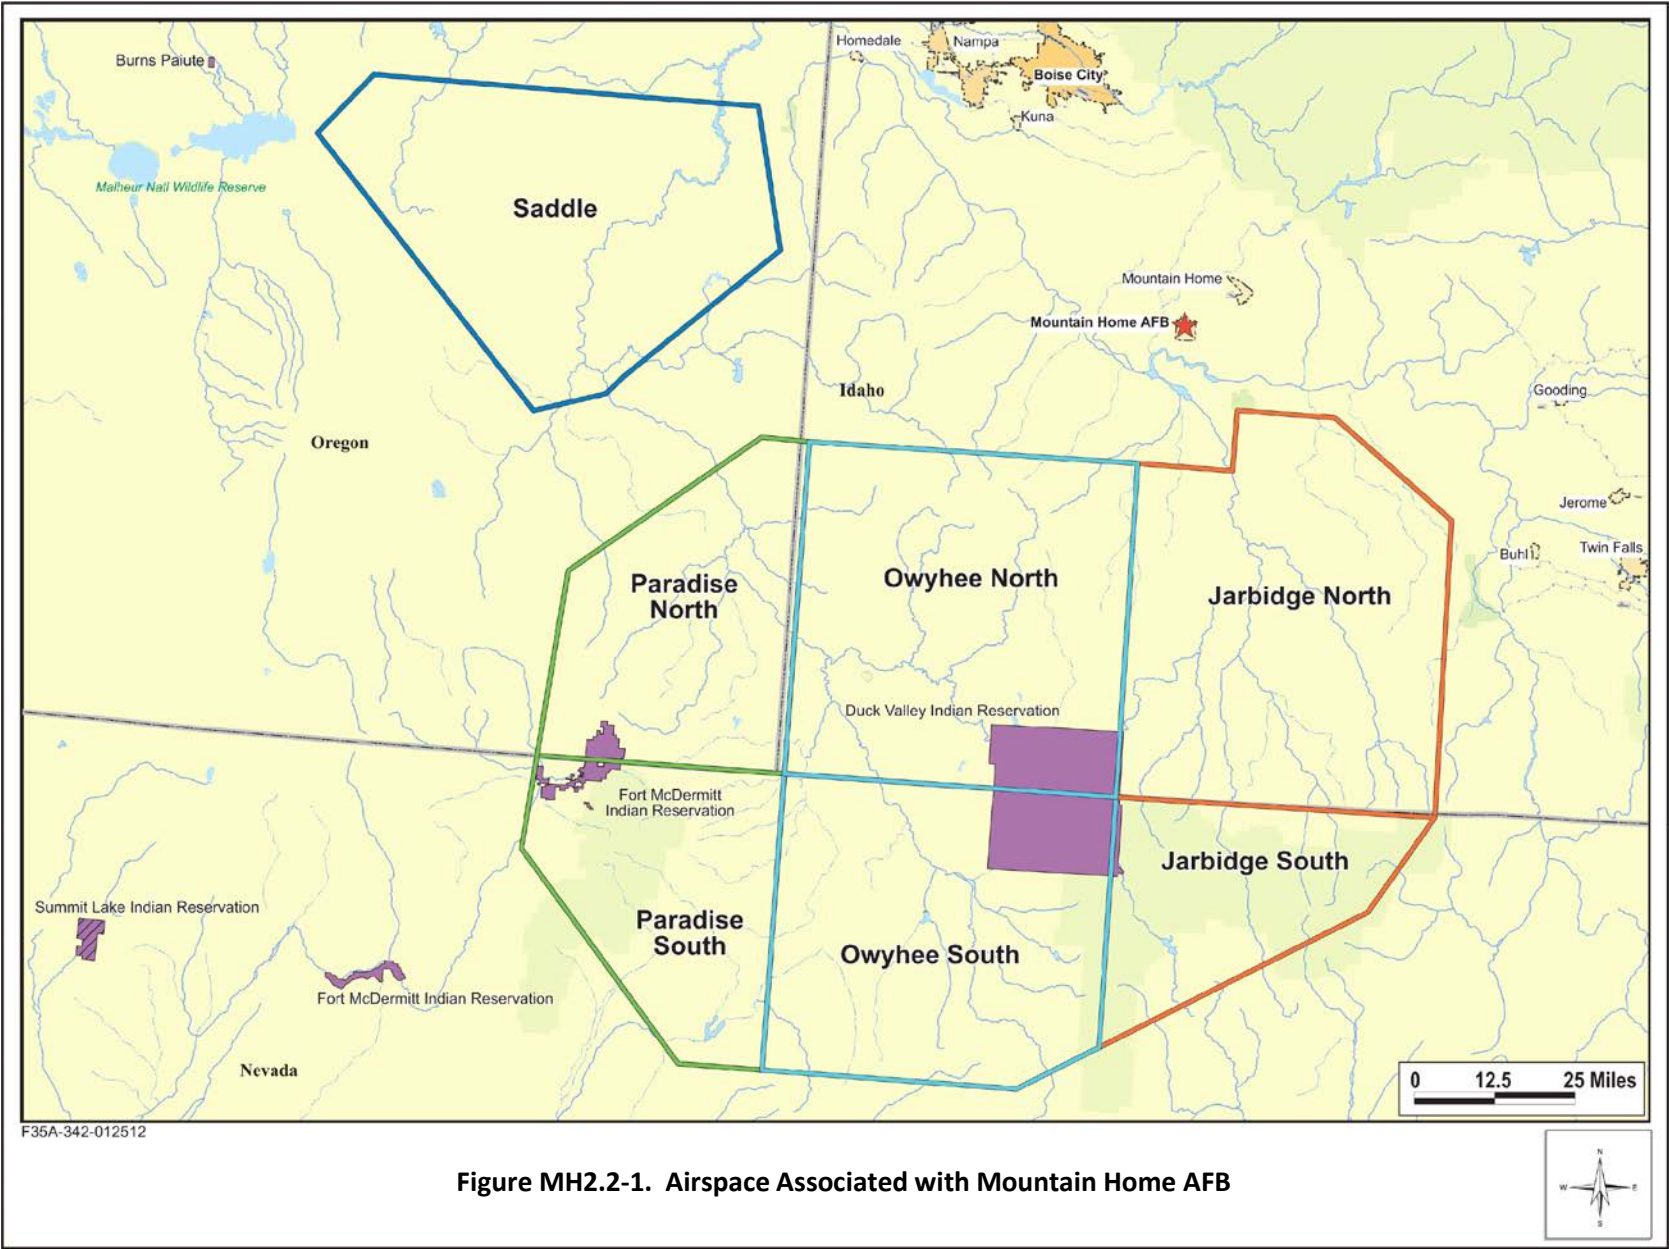 Burns Paiute
Homedale
Nampa
Boise City
Kuna
Malheur Natl Wildlife Reserve
Saddle
Mountain Home
Mountain Home AFB
Idaho
Gooding
Oregon
Jerome
Buhl
Twin Falls
Paradise
North
Owyhee North
Jarbidge North
Duck Valley Indian Reservation
Fort McDermitt
Indian Reservation
Jarbidge South
Summit Lake Indian Reservation
Paradise
South
Owyhee South
Fort McDermitt Indian Reservation
Nevada
0 12.5 25 Miles
F35A-342-012512
Figure MH2.2-1. Airspace Associated with Mountain Home AFB
N
W E
S